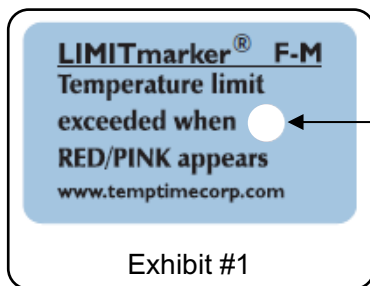 LIMITmarker® F-M
Temperature limit
exceeded when
RED/PINK appears
www.temptimecorp.com
Exhibit #1